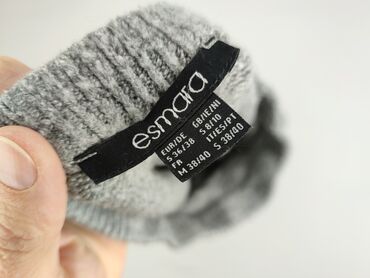 esmara
EUR/DE GB/IE/NI
S 36/38 S 8/10
FR IT/ES/PT
M 38/40 S 38/40